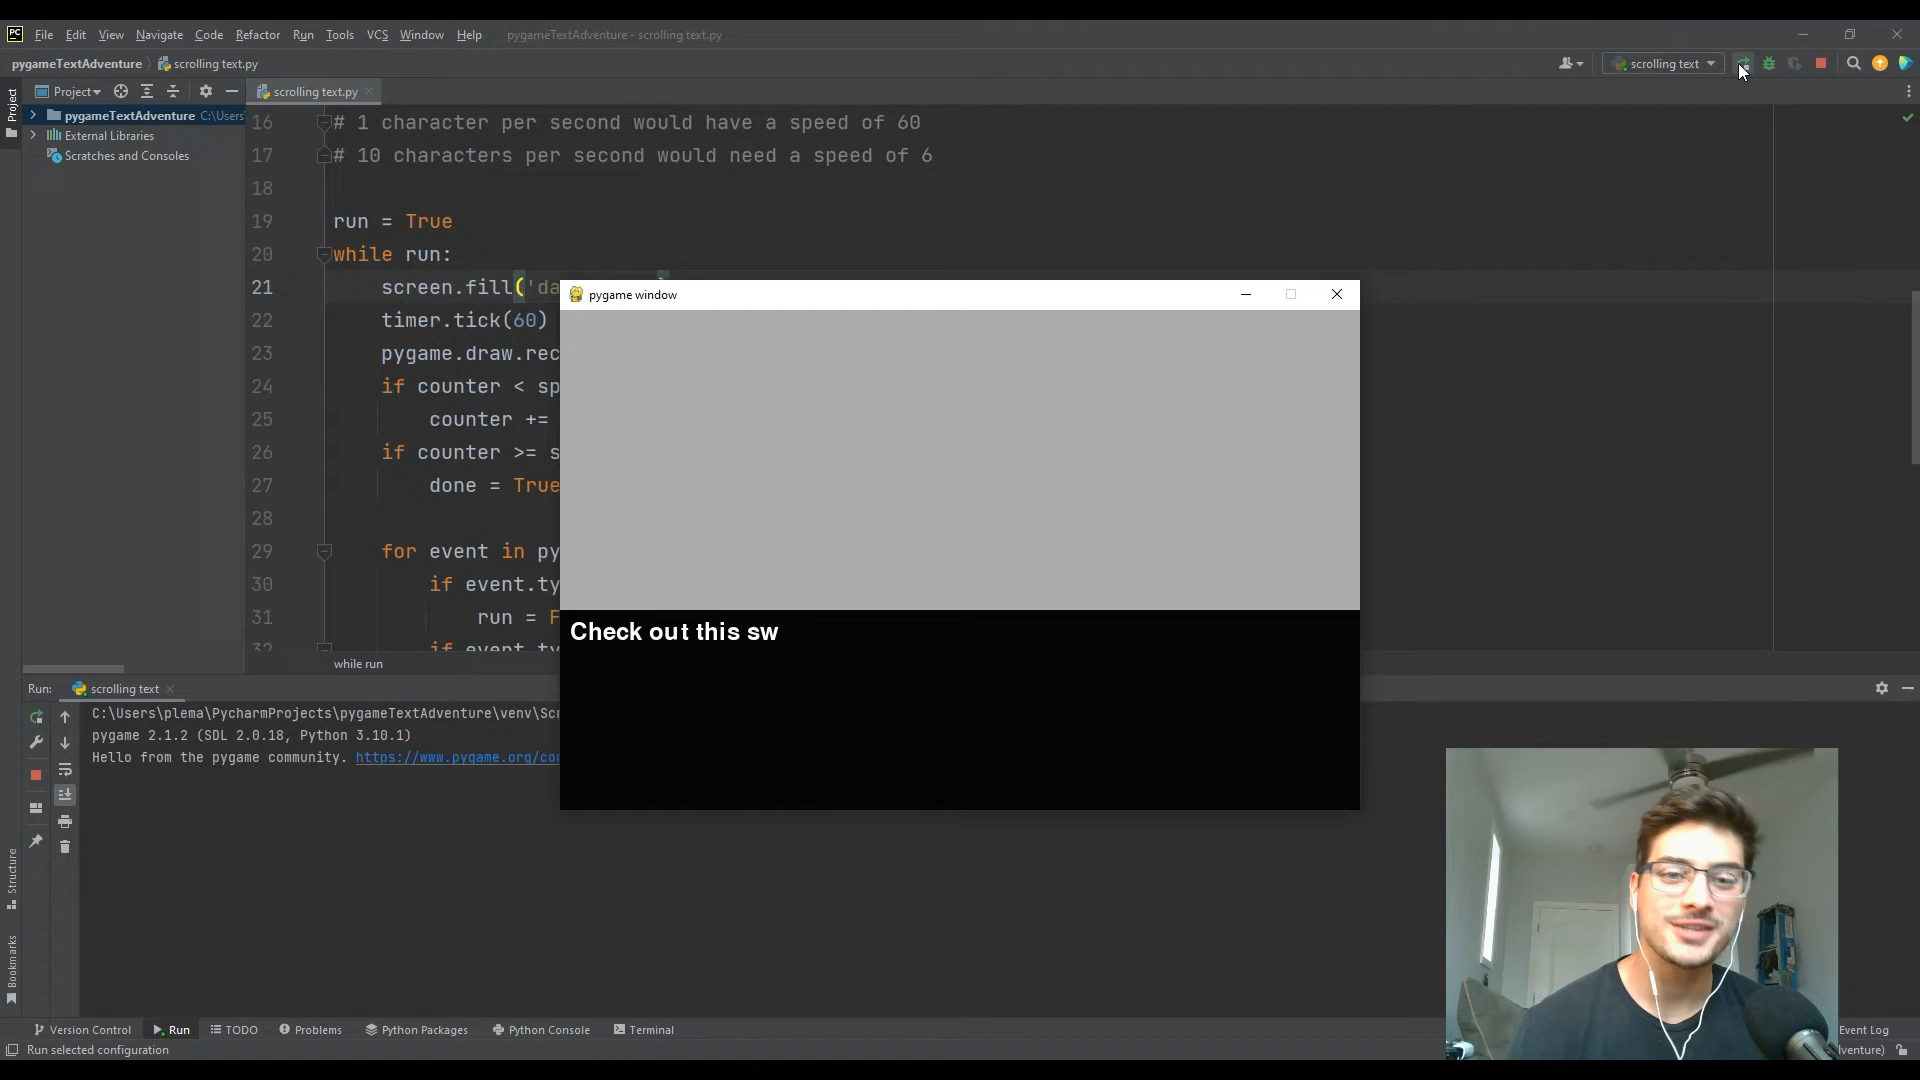 PC File Edit View Navigate Code Refactor Run Tools VCS Window Help pygameTextAdventure - scrolling text.py
pygameTextAdventure scrolling text.py scrolling text
Project
Project
scrolling text.py
pygameTextAdventure C:\Users
External Libraries
Scratches and Consoles
16 # 1 character per second would have a speed of 60
17 # 10 characters per second would need a speed of 6
18
19 run = True
20 while run:
21 screen.fill('da
22 timer.tick(60)
23 pygame.draw.rec
24 if counter < sp
25 counter +=
26 if counter >= s
27 done = True
28
29 for event in py
30 if event.ty
31 run = F
32 if event.ty
while run
pygame window
Check out this sw
Run: scrolling text
C:\Users\plema\PycharmProjects\pygameTextAdventure\venv\Scr
pygame 2.1.2 (SDL 2.0.18, Python 3.10.1)
Hello from the pygame community. https://www.pygame.org/con
Structure
Bookmarks
Version Control Run TODO Problems Python Packages Python Console Terminal Event Log
Run selected configuration lventure)